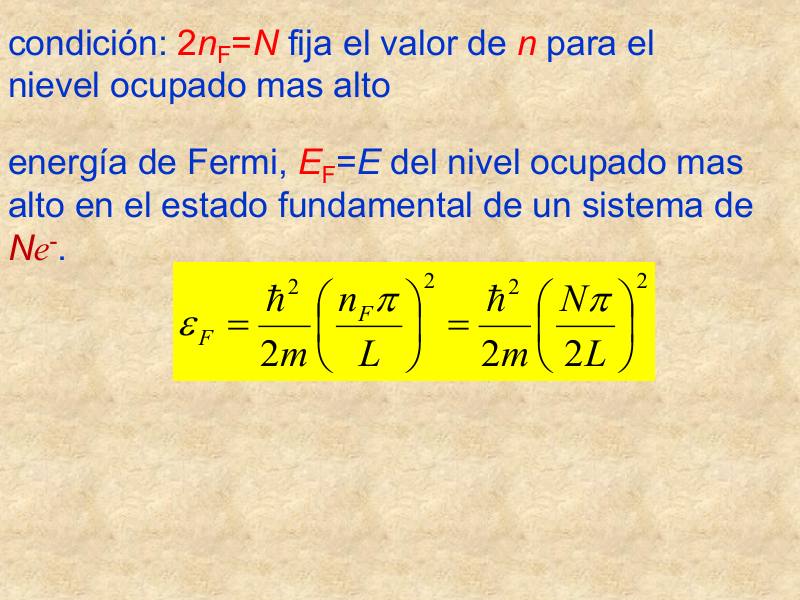 condición: 2nF=N fija el valor de n para el
nievel ocupado mas alto
energía de Fermi, EF=E del nivel ocupado mas
alto en el estado fundamental de un sistema de
Ne-.
εF = ħ²/2m (nFπ/L)² = ħ²/2m (Nπ/2L)²